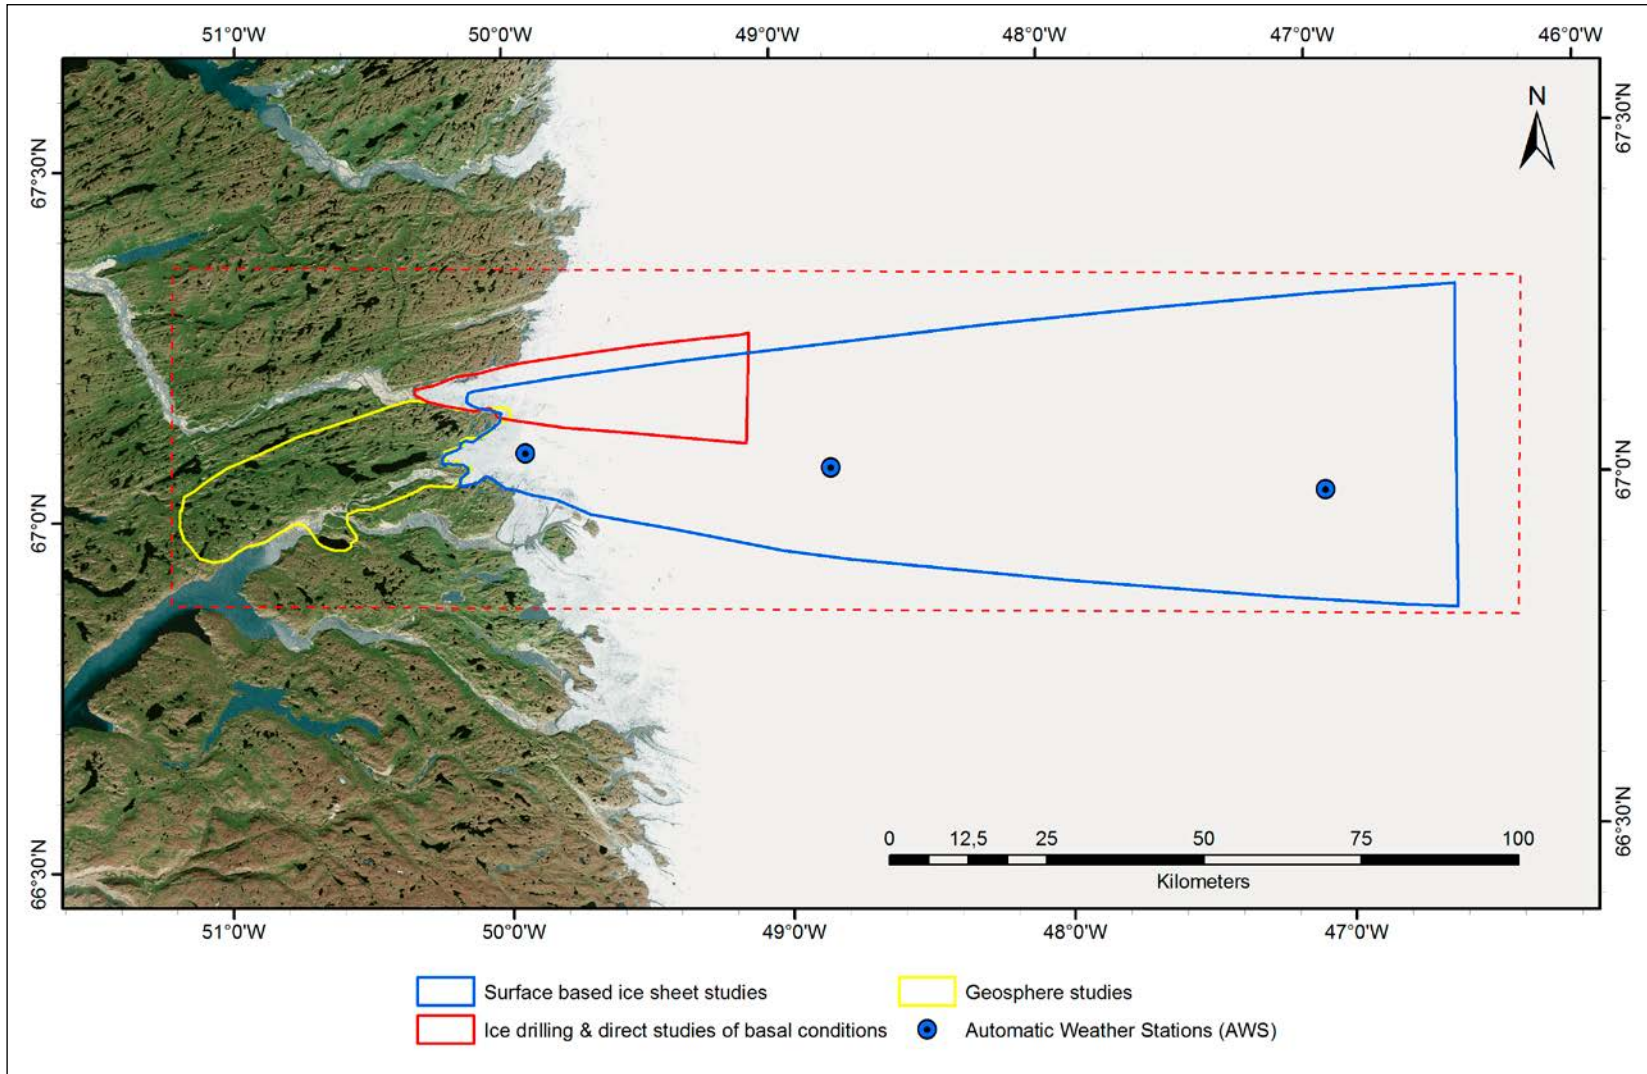 51°0'W 50°0'W 49°0'W 48°0'W 47°0'W 46°0'W
N
67°30'N
67°30'N
67°0'N
67°0'N
66°30'N
66°30'N
0 12,5 25 50 75 100
Kilometers
51°0'W 50°0'W 49°0'W 48°0'W 47°0'W
Surface based ice sheet studies
Geosphere studies
Ice drilling & direct studies of basal conditions
Automatic Weather Stations (AWS)